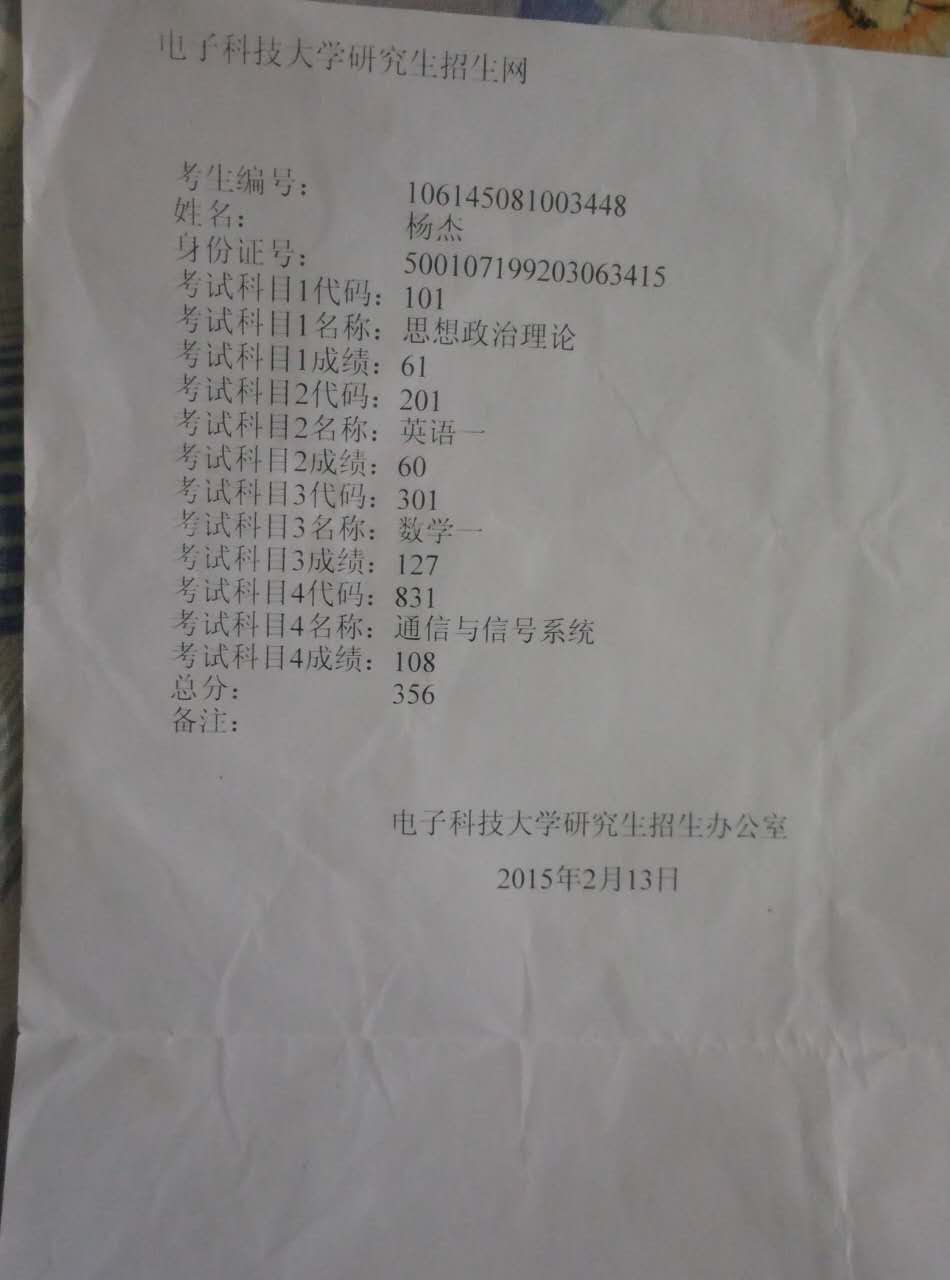 电子科技大学研究生招生网
考生编号： 106145081003448
姓名： 杨杰
身份证号： 500107199203063415
考试科目1代码： 101
考试科目1名称： 思想政治理论
考试科目1成绩： 61
考试科目2代码： 201
考试科目2名称： 英语一
考试科目2成绩： 60
考试科目3代码： 301
考试科目3名称： 数学一
考试科目3成绩： 127
考试科目4代码： 831
考试科目4名称： 通信与信号系统
考试科目4成绩： 108
总分： 356
备注：
电子科技大学研究生招生办公室
2015年2月13日